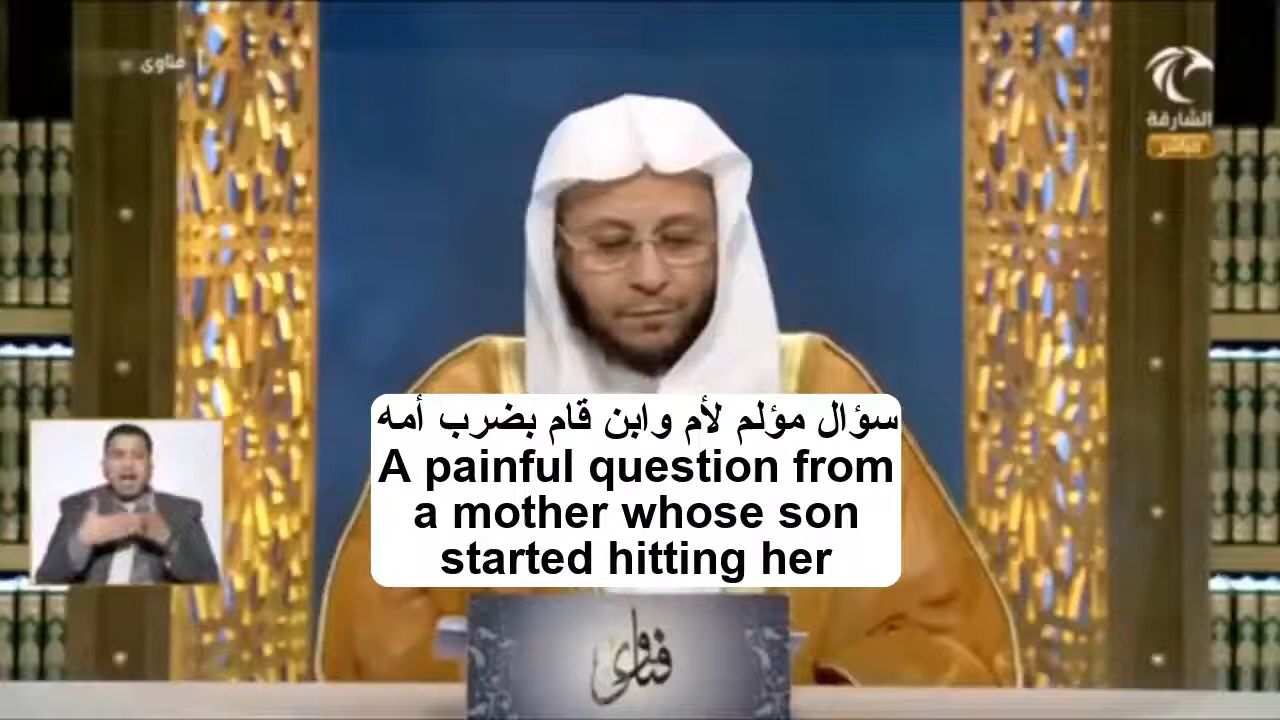 فتاوى
الشارقة
مباشر
سؤال مؤلم لأم وابن قام بضرب أمه
A painful question from
a mother whose son
started hitting her
فتاوى